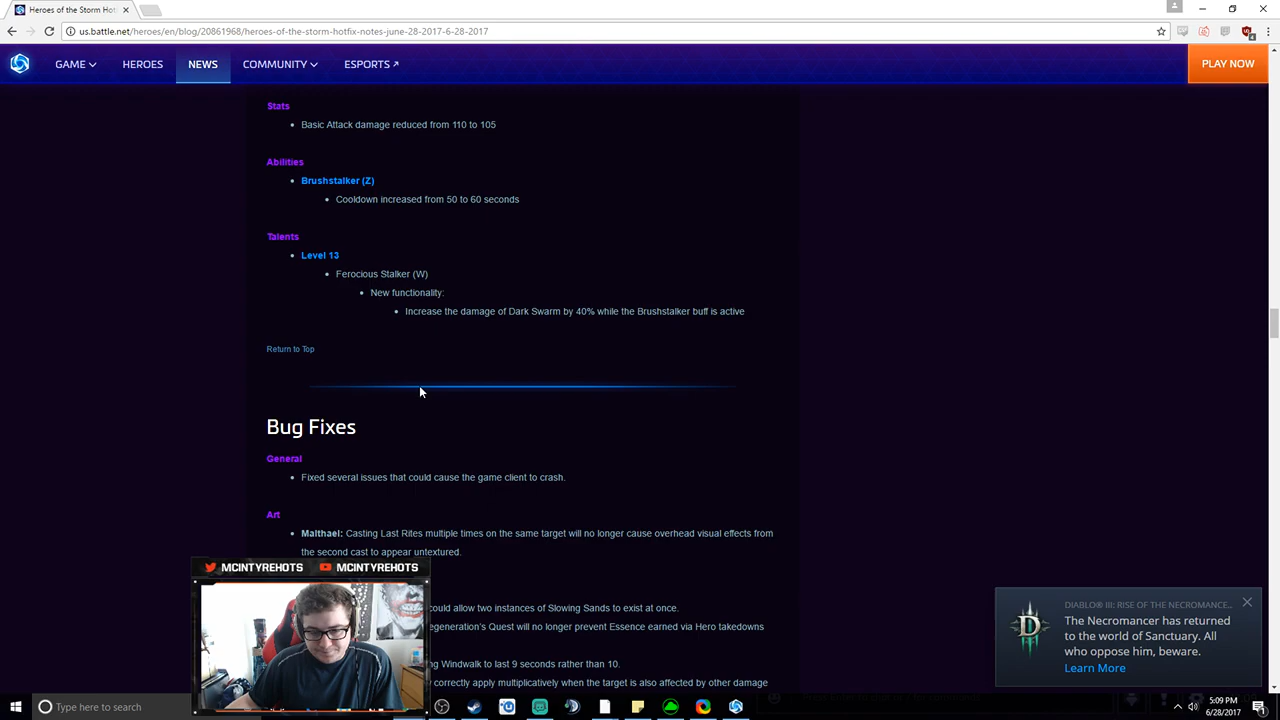 Heroes of the Storm Hotf
us.battle.net/heroes/en/blog/20861968/heroes-of-the-storm-hotfix-notes-june-28-2017-6-28-2017
GAME HEROES NEWS COMMUNITY ESPORTS PLAY NOW
Stats
Basic Attack damage reduced from 110 to 105
Abilities
Brushstalker (Z)
Cooldown increased from 50 to 60 seconds
Talents
Level 13
Ferocious Stalker (W)
New functionality:
Increase the damage of Dark Swarm by 40% while the Brushstalker buff is active
Return to Top
Bug Fixes
General
Fixed several issues that could cause the game client to crash.
Art
Malthael: Casting Last Rites multiple times on the same target will no longer cause overhead visual effects from
the second cast to appear untextured.
MCINTYREHOTS MCINTYREHOTS
could allow two instances of Slowing Sands to exist at once.
egeneration's Quest will no longer prevent Essence earned via Hero takedowns
ng Windwalk to last 9 seconds rather than 10.
correctly apply multiplicatively when the target is also affected by other damage
DIABLO® III: RISE OF THE NECROMANCE...
The Necromancer has returned
to the world of Sanctuary. All
who oppose him, beware.
Learn More
Type here to search
5:09 PM
6/28/2017